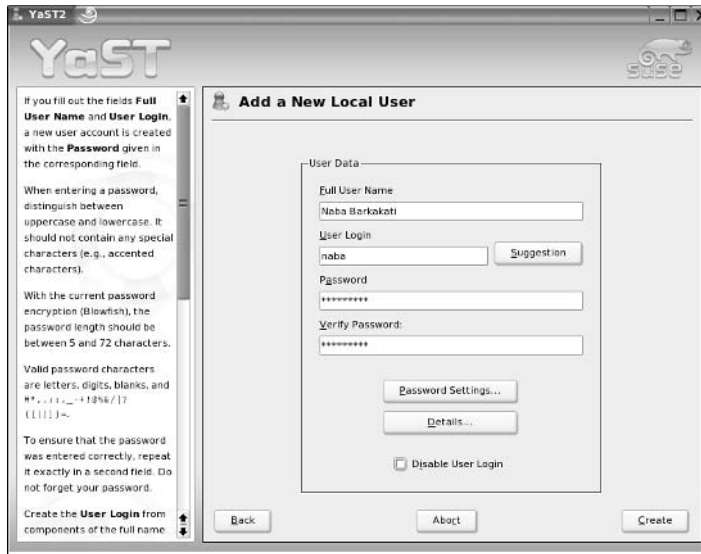 YaST2
YaST
SUSE
If you fill out the fields Full
User Name and User Login,
a new user account is created
with the Password given in
the corresponding field.
When entering a password,
distinguish between
uppercase and lowercase. It
should not contain any special
characters (e.g., accented
characters).
With the current password
encryption (Blowfish), the
password length should be
between 5 and 72 characters.
Valid password characters
are letters, digits, blanks, and
To ensure that the password
was entered correctly, repeat
it exactly in a second field. Do
not forget your password.
Create the User Login from
components of the full name
Add a New Local User
User Data
Full User Name
Naba Barkakati
User Login
naba
Suggestion
Password
*********
Verify Password:
*********
Password Settings...
Details...
Disable User Login
Back
Abort
Create